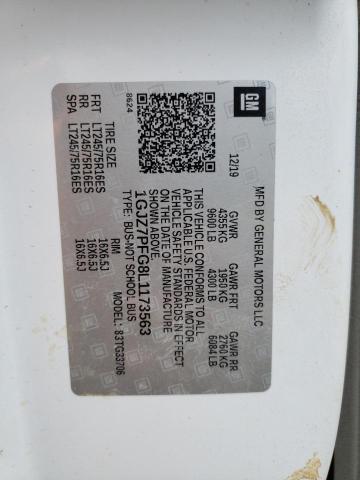 GM
MFD BY GENERAL MOTORS LLC
12/19 GVWR GAWR FRT GAWR RR
4355 KG 1950 KG 2760 KG
9600 LB 4300 LB 6084 LB
THIS VEHICLE CONFORMS TO ALL
APPLICABLE U.S. FEDERAL MOTOR
VEHICLE SAFETY STANDARDS IN EFFECT
ON THE DATE OF MANUFACTURE
SHOWN ABOVE.
1GJZ7PFG8L1173563
TYPE: BUS-NOT SCHOOL BUS
MODEL: 83TG33706
8624
TIRE SIZE RIM
FRT LT245/75R16ES 16X6.5J
RR LT245/75R16ES 16X6.5J
SPA LT245/75R16ES 16X6.5J